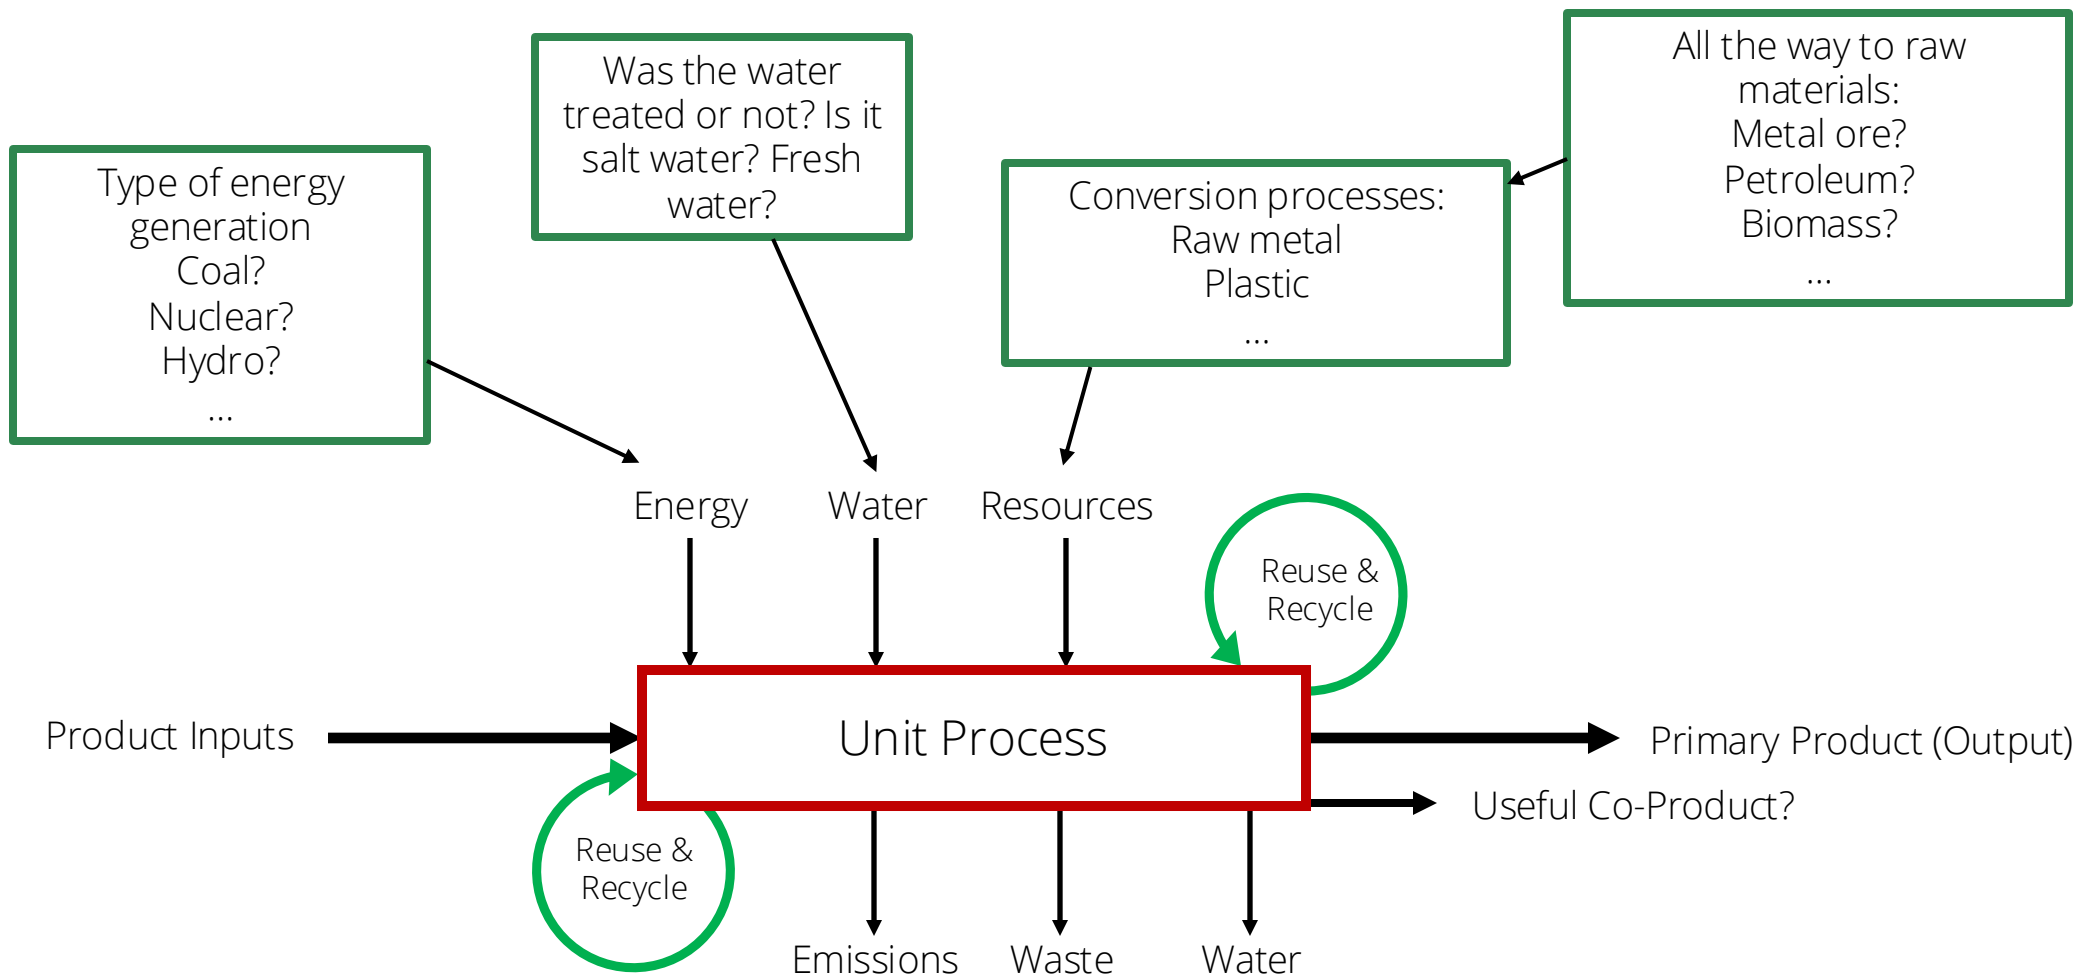 All the way to raw
materials:
Metal ore?
Petroleum?
Biomass?
...
Was the water
treated or not? Is it
salt water? Fresh
water?
Type of energy
generation
Coal?
Nuclear?
Hydro?
...
Conversion processes:
Raw metal
Plastic
...
Energy
Water
Resources
Reuse &
Recycle
Product Inputs
Unit Process
Primary Product (Output)
Useful Co-Product?
Reuse &
Recycle
Emissions
Waste
Water